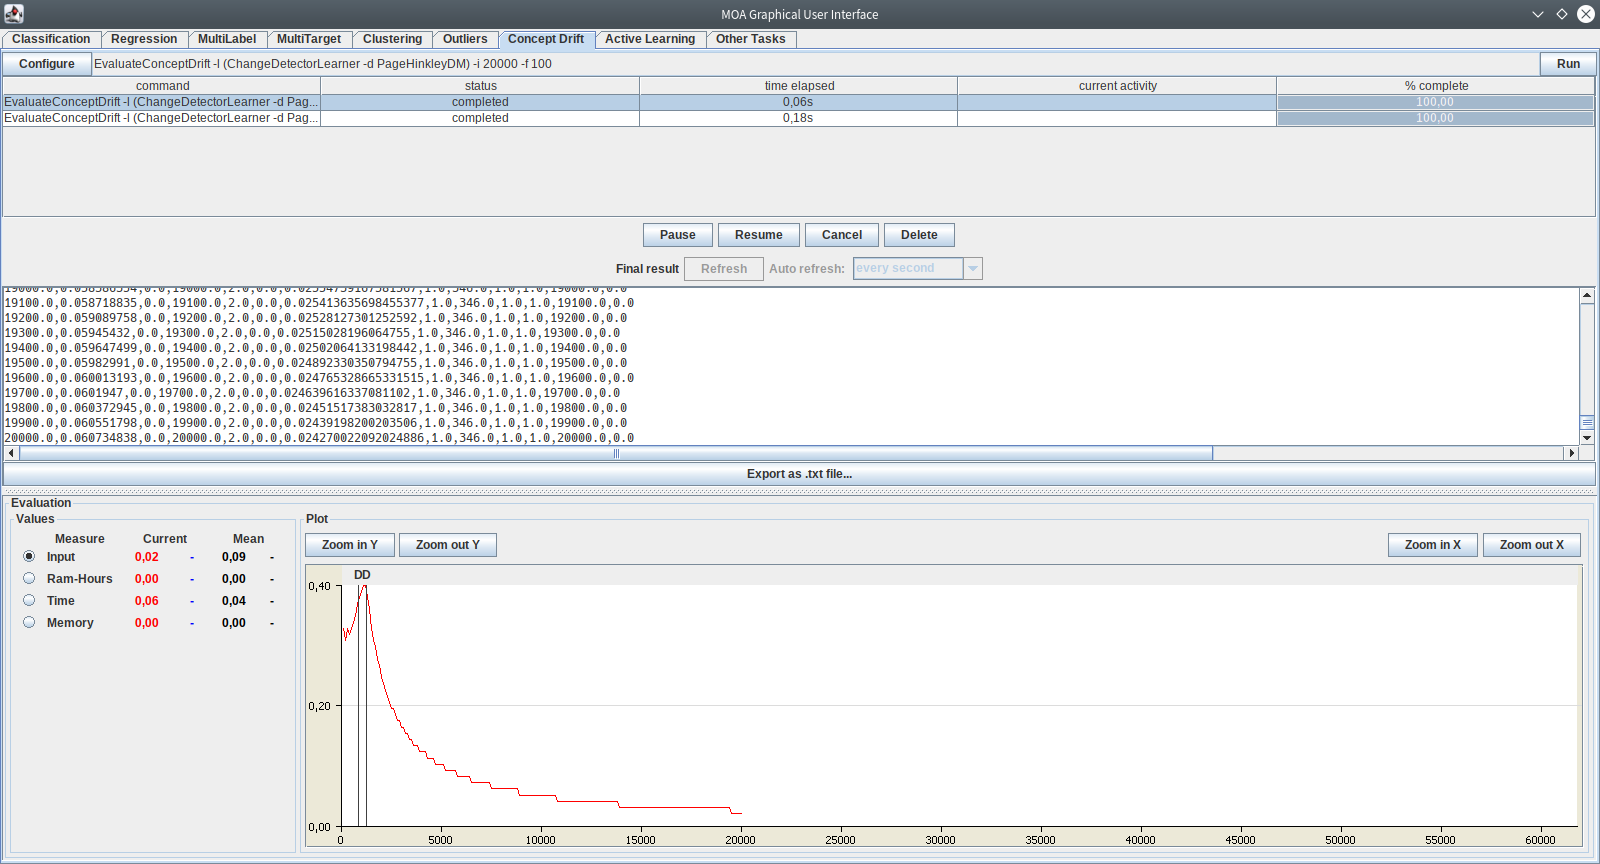 MOA Graphical User Interface
Classification Regression MultiLabel MultiTarget Clustering Outliers Concept Drift Active Learning Other Tasks
Configure EvaluateConceptDrift -l (ChangeDetectorLearner -d PageHinkleyDM) -i 20000 -f 100 Run
command status time elapsed current activity % complete
EvaluateConceptDrift -l (ChangeDetectorLearner -d Pag... completed 0,06s 100,00
EvaluateConceptDrift -l (ChangeDetectorLearner -d Pag... completed 0,18s 100,00
Pause Resume Cancel Delete
Final result Refresh Auto refresh: every second
19100.0,0.058718835,0.0,19100.0,2.0,0.0,0.025413635698455377,1.0,346.0,1.0,1.0,19100.0,0.0
19200.0,0.059089758,0.0,19200.0,2.0,0.0,0.02528127301252592,1.0,346.0,1.0,1.0,19200.0,0.0
19300.0,0.05945432,0.0,19300.0,2.0,0.0,0.02515028196064755,1.0,346.0,1.0,1.0,19300.0,0.0
19400.0,0.059647499,0.0,19400.0,2.0,0.0,0.02502064133198442,1.0,346.0,1.0,1.0,19400.0,0.0
19500.0,0.05982991,0.0,19500.0,2.0,0.0,0.024892330350794755,1.0,346.0,1.0,1.0,19500.0,0.0
19600.0,0.060013193,0.0,19600.0,2.0,0.0,0.024765328665331515,1.0,346.0,1.0,1.0,19600.0,0.0
19700.0,0.0601947,0.0,19700.0,2.0,0.0,0.024639616337081102,1.0,346.0,1.0,1.0,19700.0,0.0
19800.0,0.060372945,0.0,19800.0,2.0,0.0,0.02451517383032817,1.0,346.0,1.0,1.0,19800.0,0.0
19900.0,0.060551798,0.0,19900.0,2.0,0.0,0.02439198200203506,1.0,346.0,1.0,1.0,19900.0,0.0
20000.0,0.060734838,0.0,20000.0,2.0,0.0,0.024270022092024886,1.0,346.0,1.0,1.0,20000.0,0.0
Export as .txt file...
Evaluation
Values
Measure Current Mean
Input 0,02 - 0,09 -
Ram-Hours 0,00 - 0,00 -
Time 0,06 - 0,04 -
Memory 0,00 - 0,00 -
Plot
Zoom in Y Zoom out Y Zoom in X Zoom out X
DD
0,40
0,20
0,00
0 5000 10000 15000 20000 25000 30000 35000 40000 45000 50000 55000 60000